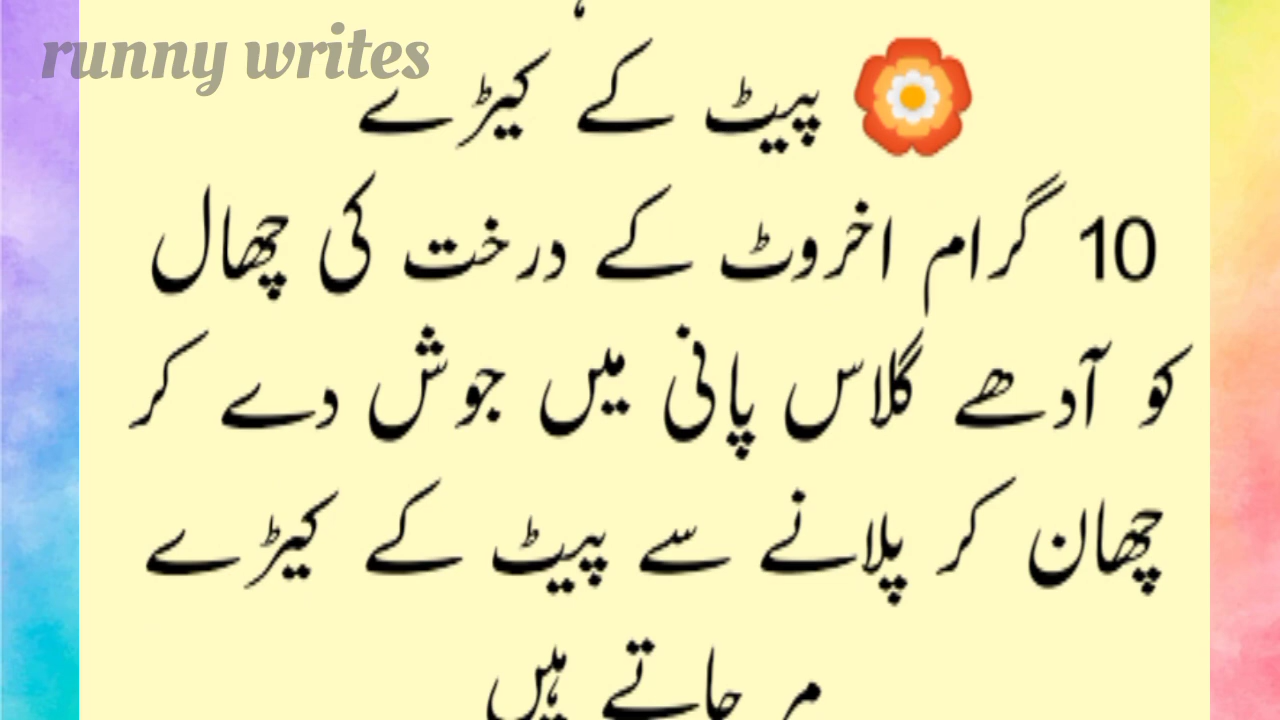 runny writes
پیٹ کے کیڑے
10 گرام اخروٹ کے درخت کی چھال
کو آدھے گلاس پانی میں جوش دے کر
چھان کر پلانے سے پیٹ کے کیڑے
مر جاتے ہیں